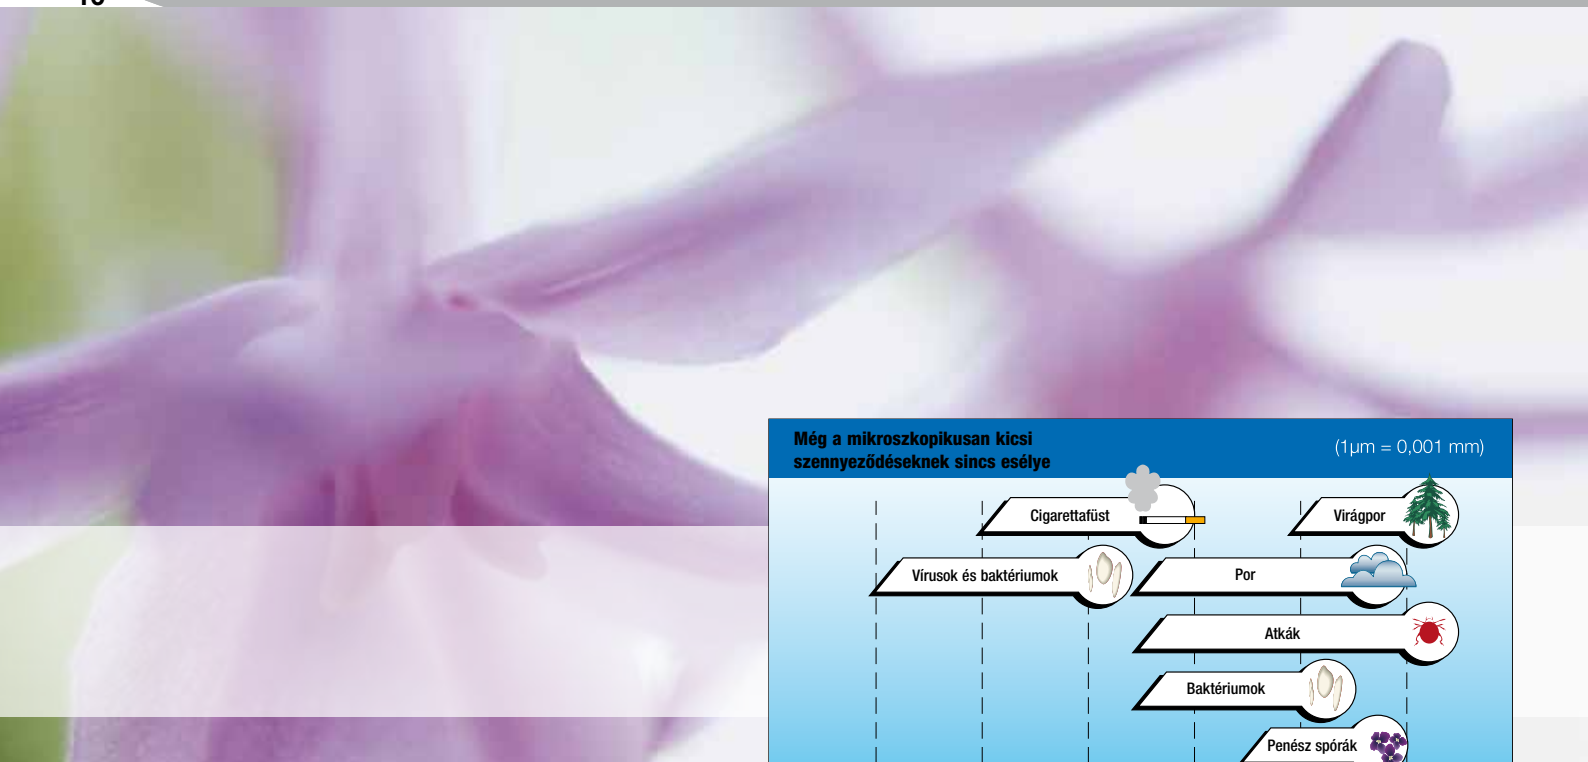 Még a mikroszkopikusan kicsi
szennyeződéseknek sincs esélye
(1µm = 0,001 mm)
Cigarettafüst
Virágpor
Vírusok és baktériumok
Por
Atkák
Baktériumok
Penész spórák